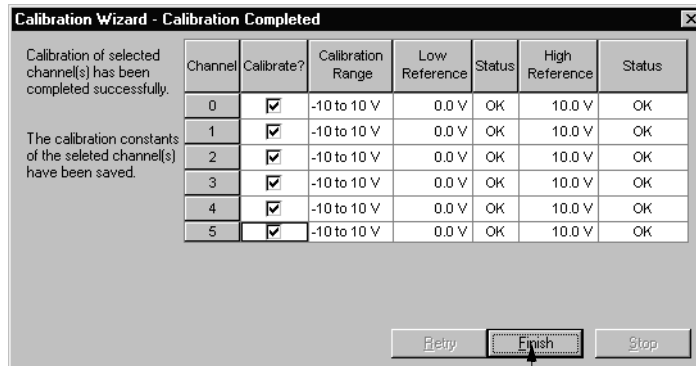 Calibration Wizard - Calibration Completed
Calibration of selected
channel(s) has been
completed successfully.
The calibration constants
of the seleted channel(s)
have been saved.
Channel Calibrate? Calibration Range Low Reference Status High Reference Status
0 -10 to 10 V 0.0 V OK 10.0 V OK
1 -10 to 10 V 0.0 V OK 10.0 V OK
2 -10 to 10 V 0.0 V OK 10.0 V OK
3 -10 to 10 V 0.0 V OK 10.0 V OK
4 -10 to 10 V 0.0 V OK 10.0 V OK
5 -10 to 10 V 0.0 V OK 10.0 V OK
Retry Finish Stop